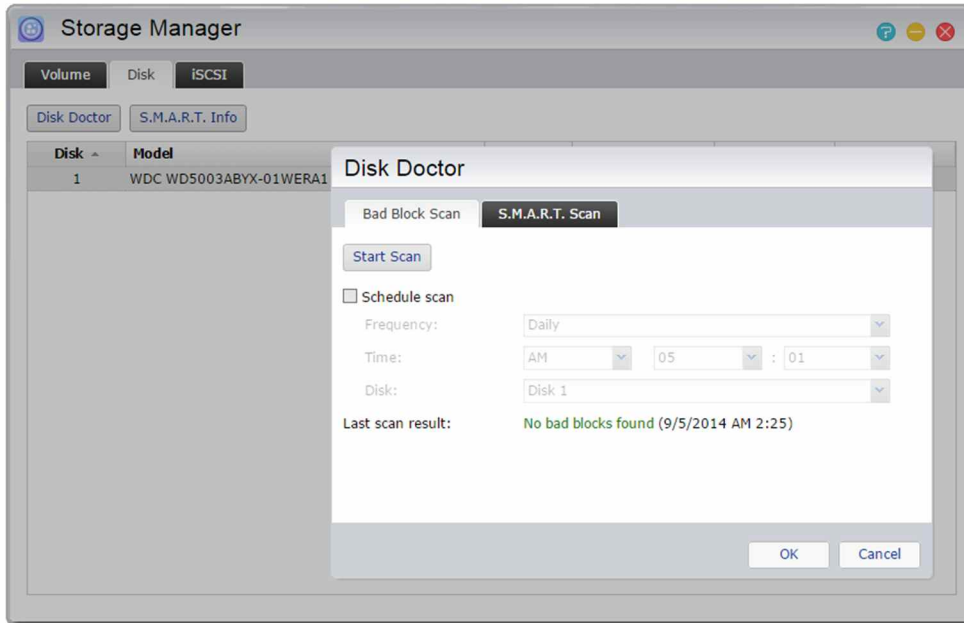 Storage Manager
Volume Disk iSCSI
Disk Doctor S.M.A.R.T. Info
Disk Model
1 WDC WD5003ABYX-01WERA1
Disk Doctor
Bad Block Scan S.M.A.R.T. Scan
Start Scan
Schedule scan
Frequency: Daily
Time: AM 05 : 01
Disk: Disk 1
Last scan result: No bad blocks found (9/5/2014 AM 2:25)
OK Cancel